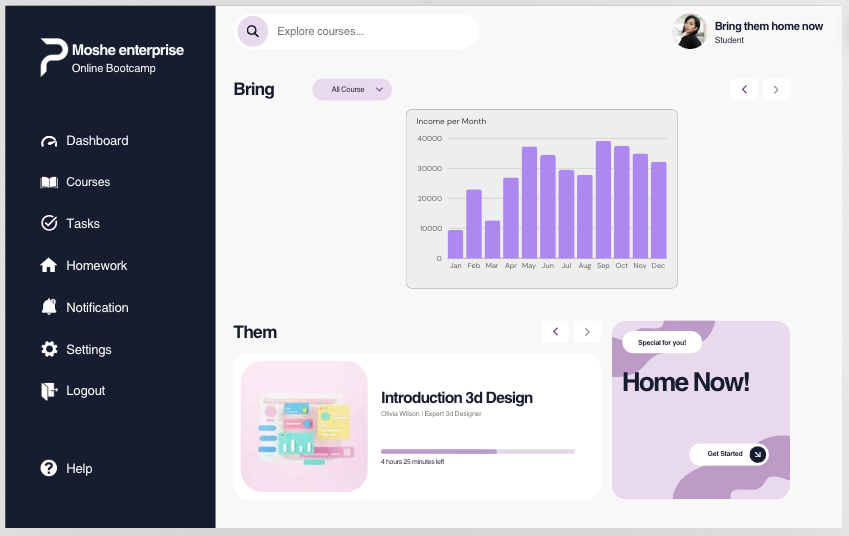 Moshe enterprise
Online Bootcamp
Dashboard
Courses
Tasks
Homework
Notification
Settings
Logout
Help
Explore courses...
Bring them home now
Student
Bring
All Course
Income per Month
40000
30000
20000
10000
0
Jan Feb Mar Apr May Jun Jul Aug Sep Oct Nov Dec
Them
Introduction 3d Design
Olivia Wilson | Expert 3d Designer
4 hours 25 minutes left
Special for you!
Home Now!
Get Started